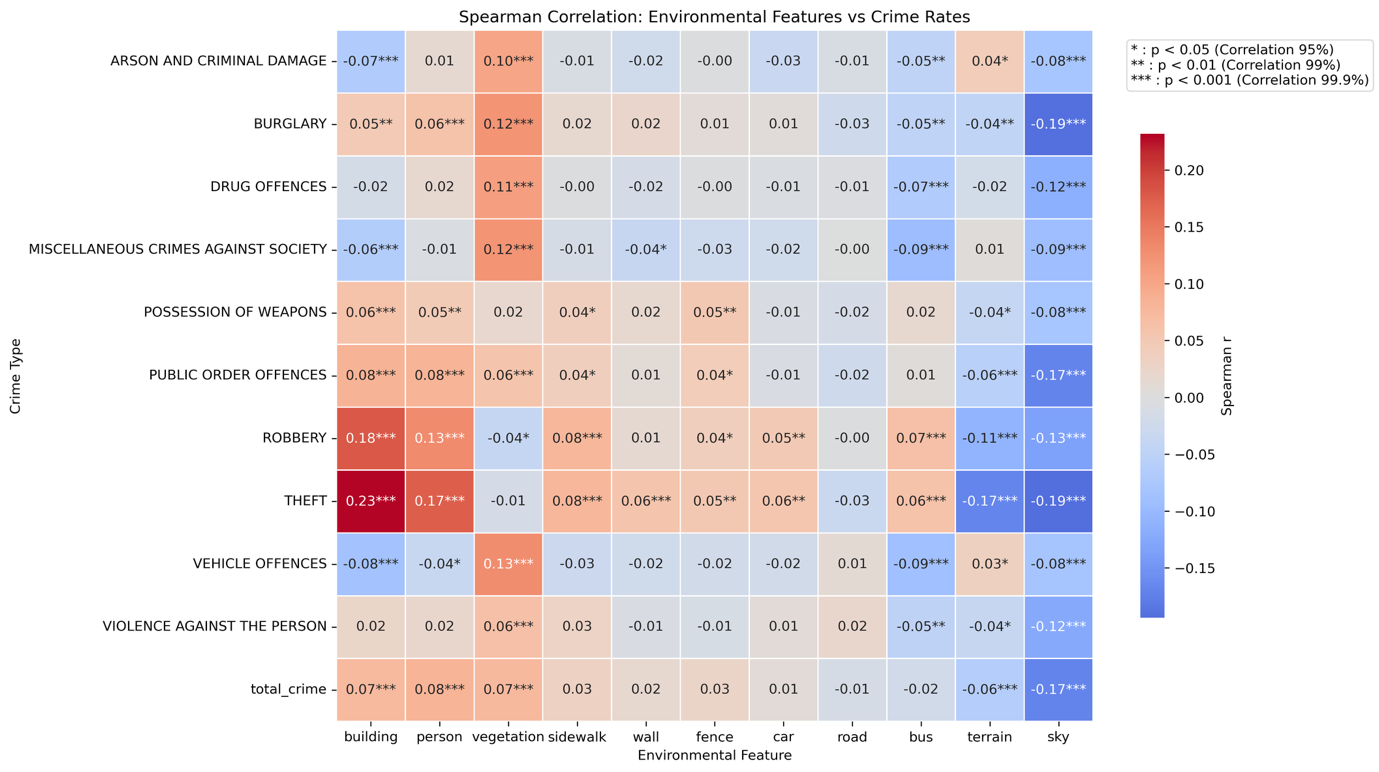 Spearman Correlation: Environmental Features vs Crime Rates
* : p < 0.05 (Correlation 95%)
** : p < 0.01 (Correlation 99%)
*** : p < 0.001 (Correlation 99.9%)
Crime Type
ARSON AND CRIMINAL DAMAGE -0.07*** 0.01 0.10*** -0.01 -0.02 -0.00 -0.03 -0.01 -0.05** 0.04* -0.08***
BURGLARY 0.05** 0.06*** 0.12*** 0.02 0.02 0.01 0.01 -0.03 -0.05** -0.04** -0.19***
DRUG OFFENCES -0.02 0.02 0.11*** -0.00 -0.02 -0.00 -0.01 -0.01 -0.07*** -0.02 -0.12***
MISCELLANEOUS CRIMES AGAINST SOCIETY -0.06*** -0.01 0.12*** -0.01 -0.04* -0.03 -0.02 -0.00 -0.09*** 0.01 -0.09***
POSSESSION OF WEAPONS 0.06*** 0.05** 0.02 0.04* 0.02 0.05** -0.01 -0.02 0.02 -0.04* -0.08***
PUBLIC ORDER OFFENCES 0.08*** 0.08*** 0.06*** 0.04* 0.01 0.04* -0.01 -0.02 0.01 -0.06*** -0.17***
ROBBERY 0.18*** 0.13*** -0.04* 0.08*** 0.01 0.04* 0.05** -0.00 0.07*** -0.11*** -0.13***
THEFT 0.23*** 0.17*** -0.01 0.08*** 0.06*** 0.05** 0.06** -0.03 0.06*** -0.17*** -0.19***
VEHICLE OFFENCES -0.08*** -0.04* 0.13*** -0.03 -0.02 -0.02 -0.02 0.01 -0.09*** 0.03* -0.08***
VIOLENCE AGAINST THE PERSON 0.02 0.02 0.06*** 0.03 -0.01 -0.01 0.01 0.02 -0.05** -0.04* -0.12***
total_crime 0.07*** 0.08*** 0.07*** 0.03 0.02 0.03 0.01 -0.01 -0.02 -0.06*** -0.17***
building person vegetation sidewalk wall fence car road bus terrain sky
Environmental Feature
0.20
0.15
0.10
0.05
0.00
−0.05
−0.10
−0.15
Spearman r